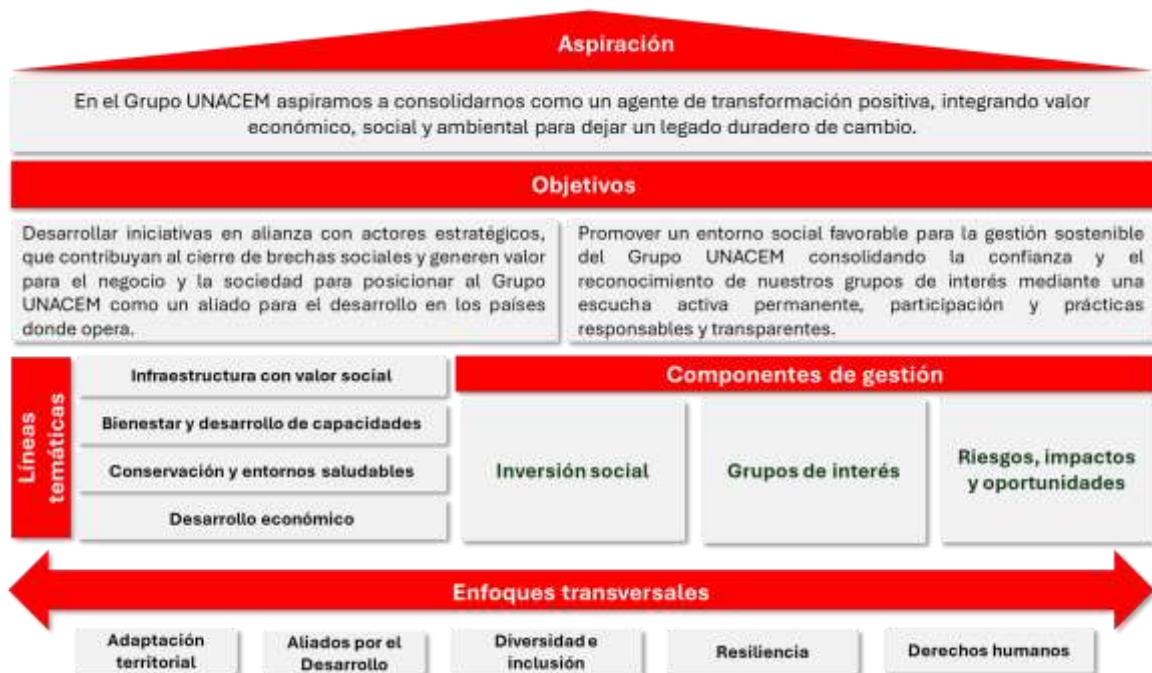 Aspiración
En el Grupo UNACEM aspiramos a consolidarnos como un agente de transformación positiva, integrando valor
económico, social y ambiental para dejar un legado duradero de cambio.
Objetivos
Desarrollar iniciativas en alianza con actores estratégicos,
que contribuyan al cierre de brechas sociales y generen valor
para el negocio y la sociedad para posicionar al Grupo
UNACEM como un aliado para el desarrollo en los países
donde opera.
Promover un entorno social favorable para la gestión sostenible
del Grupo UNACEM consolidando la confianza y el
reconocimiento de nuestros grupos de interés mediante una
escucha activa permanente, participación y prácticas
responsables y transparentes.
Líneas
temáticas
Infraestructura con valor social
Bienestar y desarrollo de capacidades
Conservación y entornos saludables
Desarrollo económico
Componentes de gestión
Inversión social
Grupos de interés
Riesgos, impactos
y oportunidades
Enfoques transversales
Adaptación
territorial
Aliados por el
Desarrollo
Diversidad e
inclusión
Resiliencia
Derechos humanos